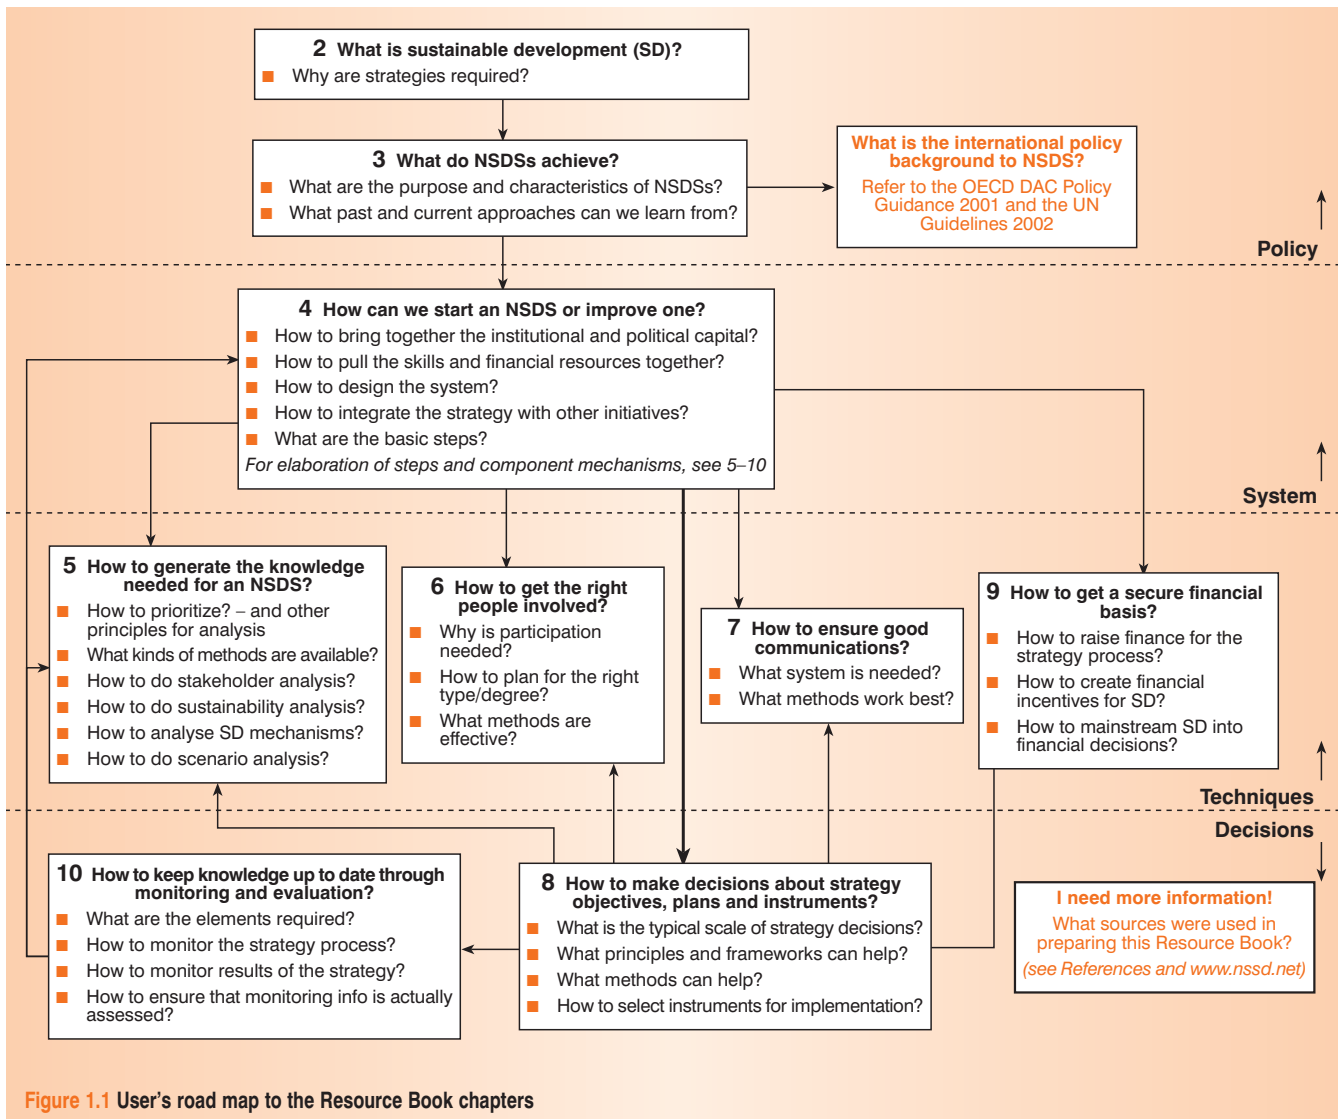 2 What is sustainable development (SD)?
■ Why are strategies required?
3 What do NSDSs achieve?
■ What are the purpose and characteristics of NSDSs?
■ What past and current approaches can we learn from?
What is the international policy
background to NSDS?
Refer to the OECD DAC Policy
Guidance 2001 and the UN
Guidelines 2002
Policy
4 How can we start an NSDS or improve one?
■ How to bring together the institutional and political capital?
■ How to pull the skills and financial resources together?
■ How to design the system?
■ How to integrate the strategy with other initiatives?
■ What are the basic steps?
For elaboration of steps and component mechanisms, see 5–10
System
5 How to generate the knowledge
needed for an NSDS?
■ How to prioritize? – and other
principles for analysis
■ What kinds of methods are available?
■ How to do stakeholder analysis?
■ How to do sustainability analysis?
■ How to analyse SD mechanisms?
■ How to do scenario analysis?
6 How to get the right
people involved?
■ Why is participation
needed?
■ How to plan for the right
type/degree?
■ What methods are
effective?
7 How to ensure good
communications?
■ What system is needed?
■ What methods work best?
9 How to get a secure financial
basis?
■ How to raise finance for the
strategy process?
■ How to create financial
incentives for SD?
■ How to mainstream SD into
financial decisions?
Techniques
Decisions
10 How to keep knowledge up to date through
monitoring and evaluation?
■ What are the elements required?
■ How to monitor the strategy process?
■ How to monitor results of the strategy?
■ How to ensure that monitoring info is actually
assessed?
8 How to make decisions about strategy
objectives, plans and instruments?
■ What is the typical scale of strategy decisions?
■ What principles and frameworks can help?
■ What methods can help?
■ How to select instruments for implementation?
I need more information!
What sources were used in
preparing this Resource Book?
(see References and www.nssd.net)
Figure 1.1 User's road map to the Resource Book chapters